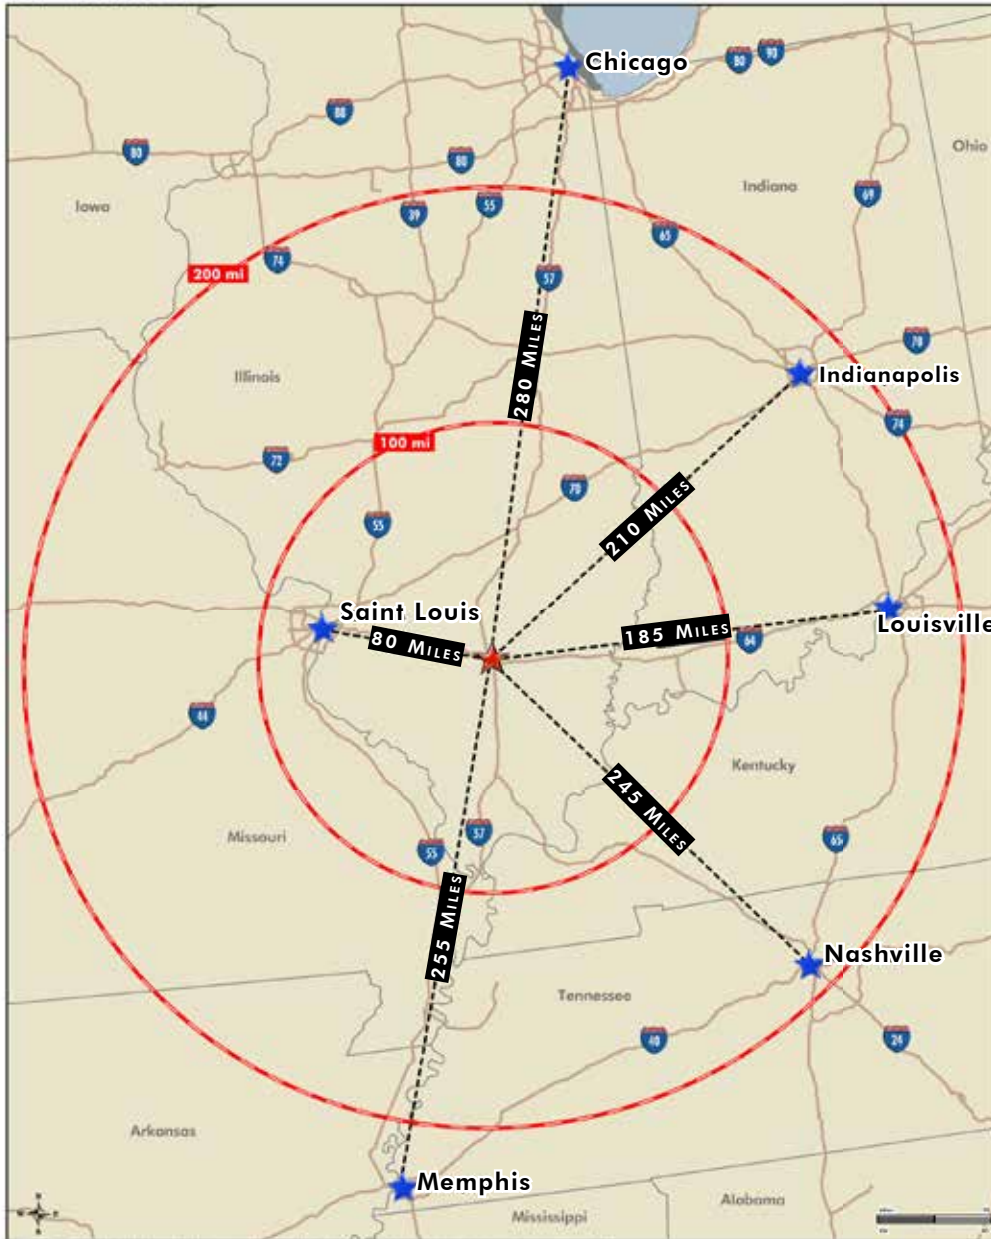 Chicago
80
90
88
80
80
Ohio
Indiana
69
Iowa
39
55
65
74
200 mi
57
280 MILES
70
Indianapolis
Illinois
74
100 mi
72
70
210 MILES
55
Saint Louis
80 MILES
185 MILES
64
Louisville
44
Kentucky
245 MILES
Missouri
57
55
65
255 MILES
Nashville
Tennessee
40
24
Arkansas
Memphis
Alabama
Mississippi